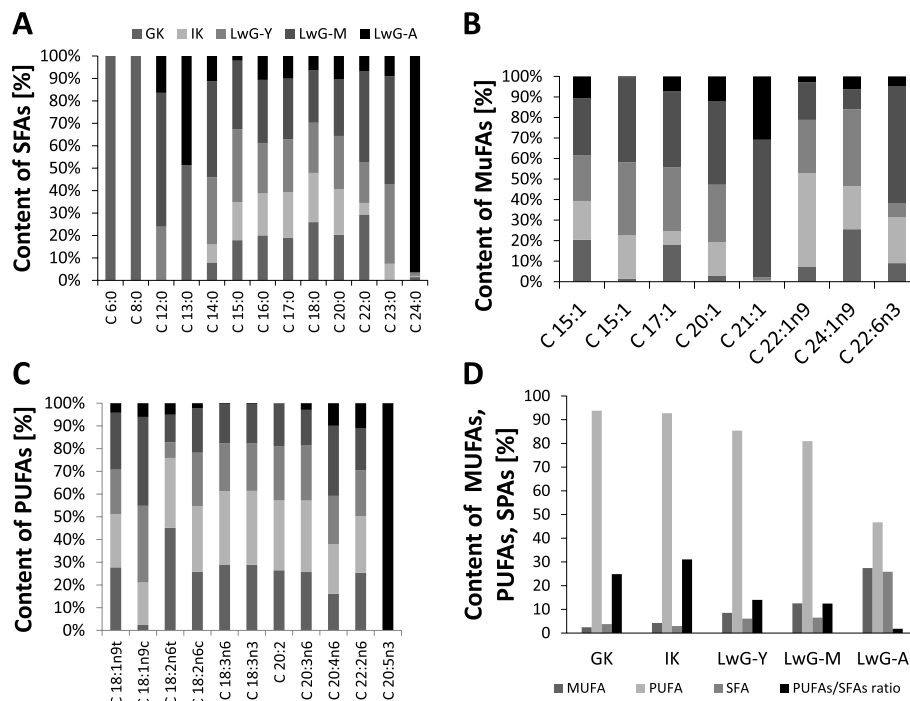 A
GK IK LwG-Y LwG-M LwG-A
Content of SFAs [%]
100%
90%
80%
70%
60%
50%
40%
30%
20%
10%
0%
C 6:0
C 8:0
C 12:0
C 13:0
C 14:0
C 15:0
C 16:0
C 17:0
C 18:0
C 20:0
C 22:0
C 23:0
C 24:0
B
Content of MuFAs [%]
100%
90%
80%
70%
60%
50%
40%
30%
20%
10%
0%
C 15:1
C 15:1
C 17:1
C 20:1
C 21:1
C 22:1n9
C 24:1n9
C 22:6n3
C
Content of PUFAs [%]
100%
90%
80%
70%
60%
50%
40%
30%
20%
10%
0%
C 18:1n9t
C 18:1n9c
C 18:2n6t
C 18:2n6c
C 18:3n6
C 18:3n3
C 20:2
C 20:3n6
C 20:4n6
C 22:2n6
C 20:5n3
D
Content of MUFAs,
PUFAs, SPAs [%]
100
90
80
70
60
50
40
30
20
10
0
GK IK LwG-Y LwG-M LwG-A
MUFA PUFA SFA PUFAs/SFAs ratio